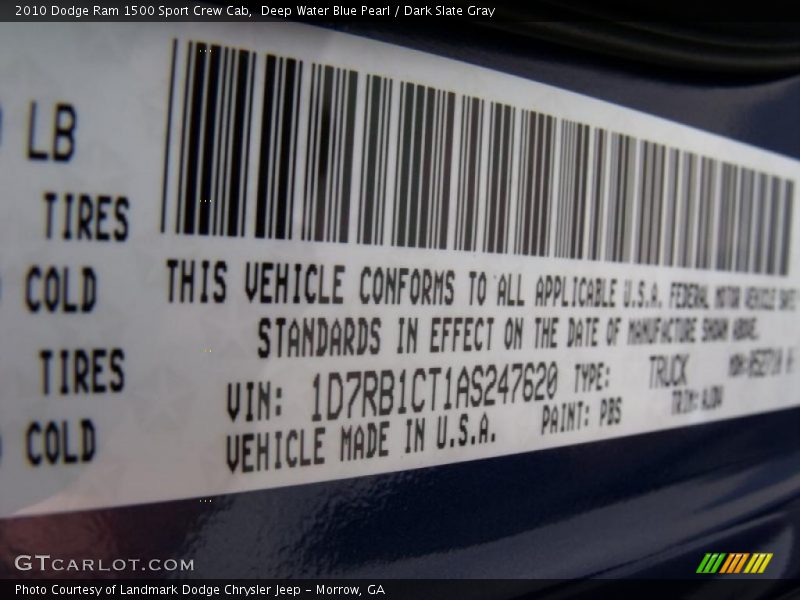 2010 Dodge Ram 1500 Sport Crew Cab,  Deep Water Blue Pearl / Dark Slate Gray
LB
TIRES
COLD
TIRES
COLD
THIS VEHICLE CONFORMS TO ALL APPLICABLE U.S.A. FEDERAL MOTOR VEHICLE
STANDARDS IN EFFECT ON THE DATE OF MANUFACTURE SHOWN ABOVE.
VIN: 1D7RB1CT1AS247620 TYPE: TRUCK
VEHICLE MADE IN U.S.A. PAINT: PBS TRIM:
GTCARLOT.COM
Photo Courtesy of Landmark Dodge Chrysler Jeep - Morrow, GA